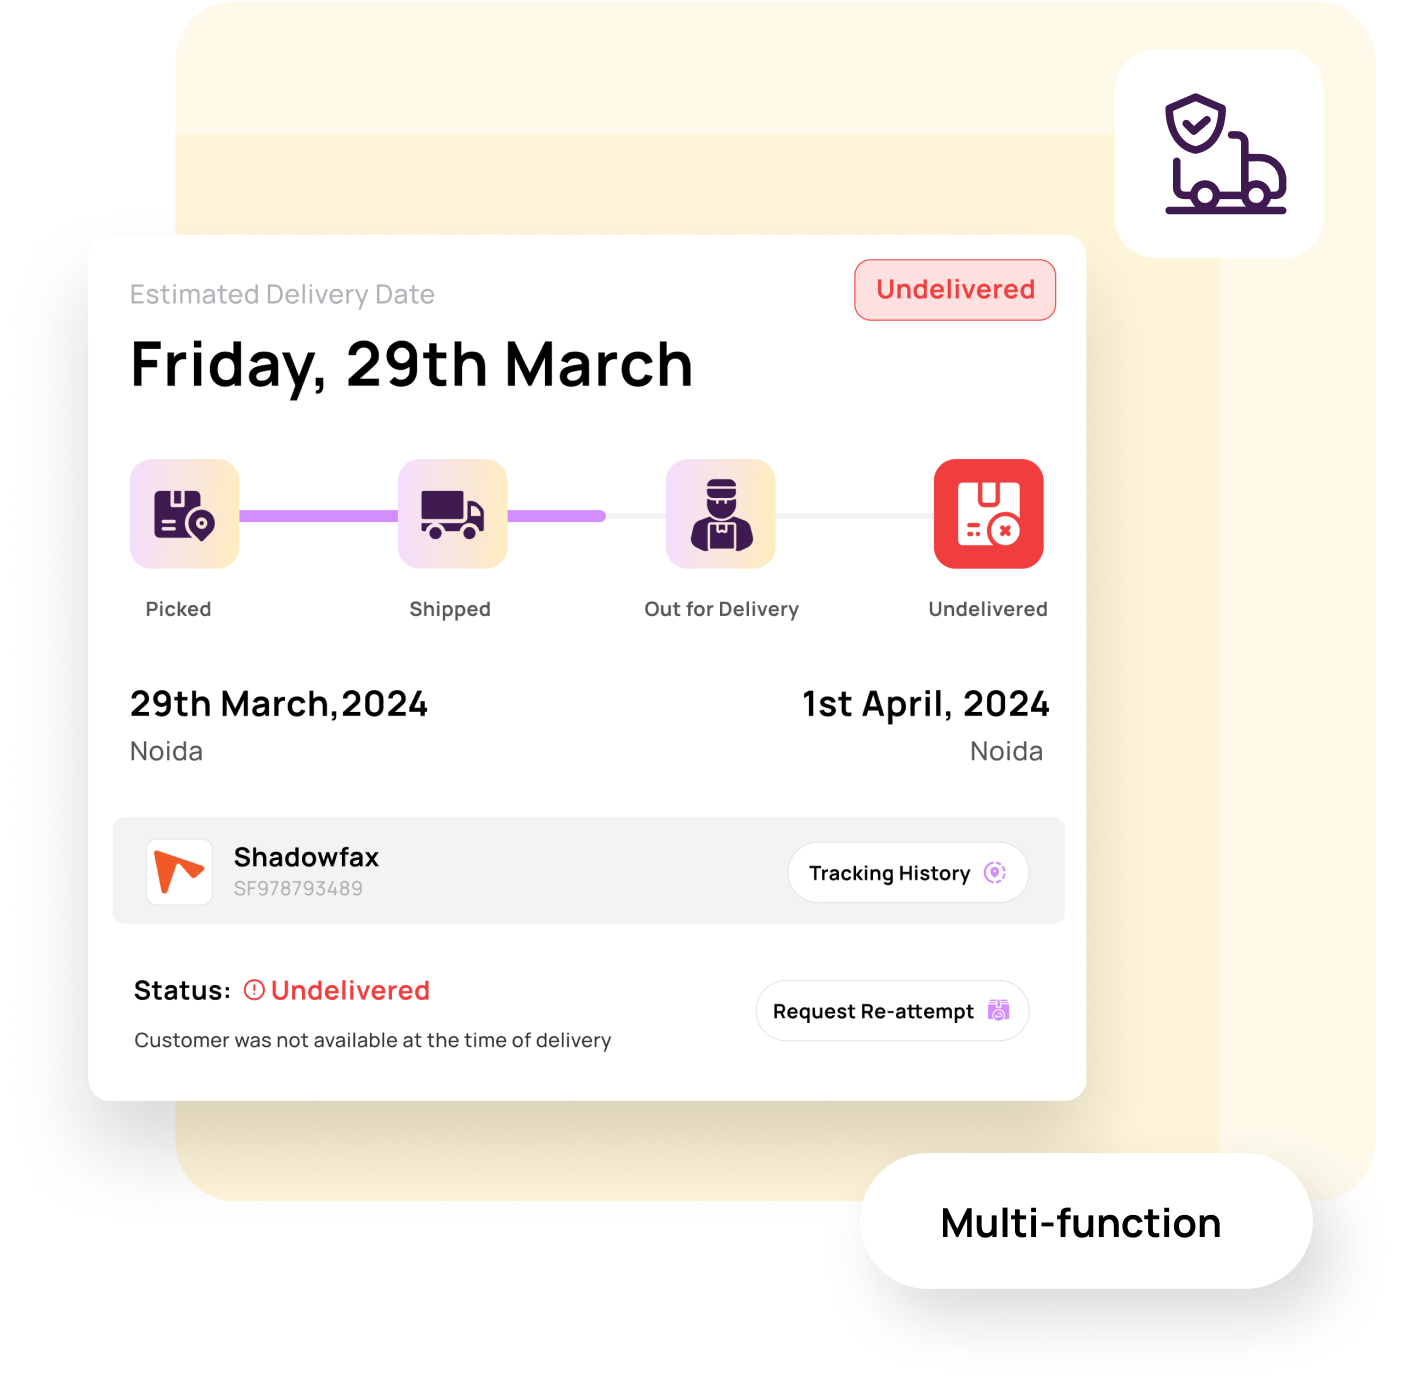 Estimated Delivery Date
Undelivered
Friday, 29th March
Picked
Shipped
Out for Delivery
Undelivered
29th March,2024
1st April, 2024
Noida
Noida
Shadowfax
SF978793489
Tracking History
Status: Undelivered
Request Re-attempt
Customer was not available at the time of delivery
Multi-function